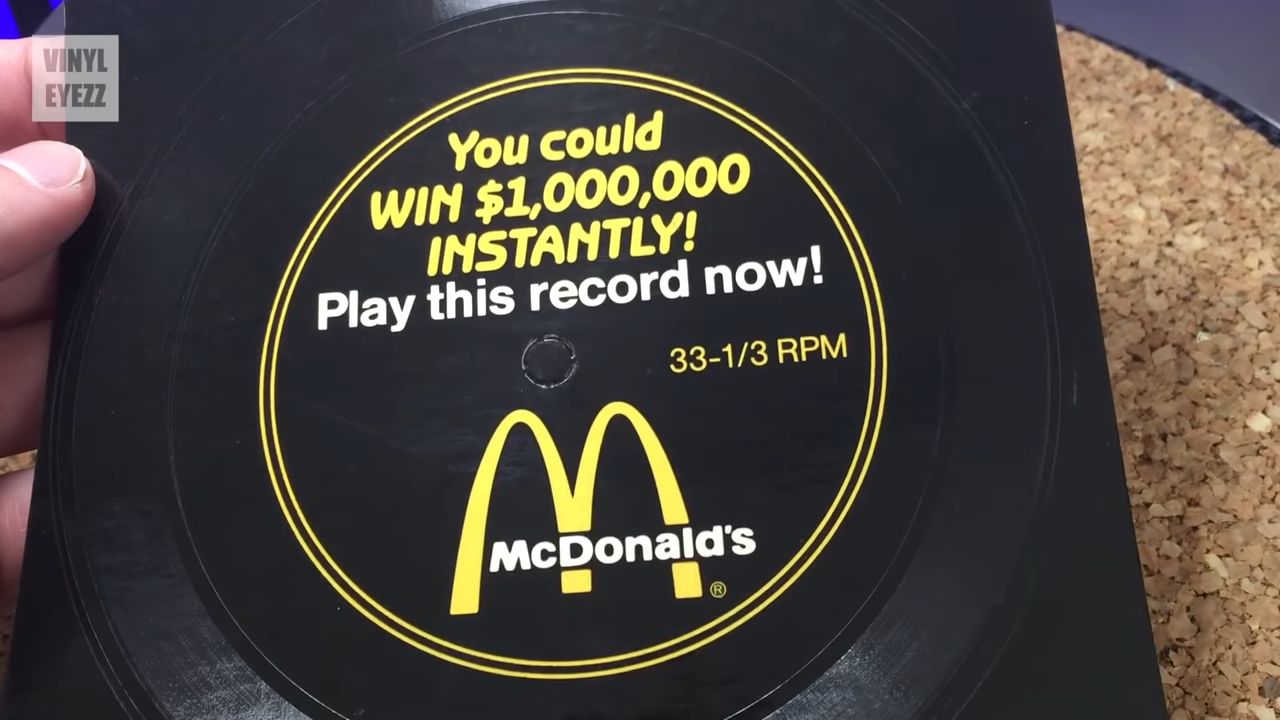 VINYL
EYEZZ
You could
WIN $1,000,000
INSTANTLY!
Play this record now!
33-1/3 RPM
McDonald's
®